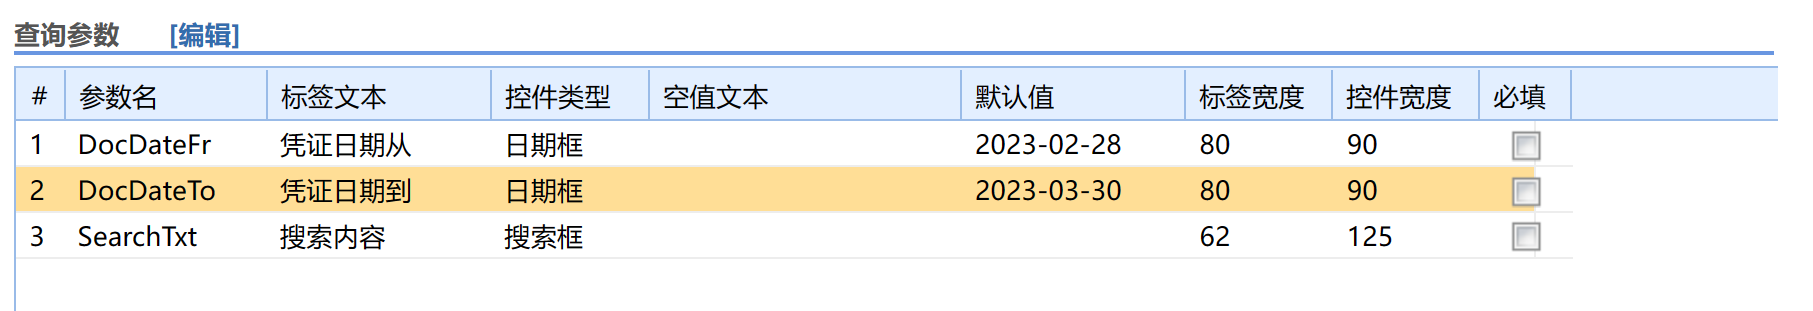 查询参数 [编辑]
# 参数名 标签文本 控件类型 空值文本 默认值 标签宽度 控件宽度 必填
1 DocDateFr 凭证日期从 日期框 2023-02-28 80 90
2 DocDateTo 凭证日期到 日期框 2023-03-30 80 90
3 SearchTxt 搜索内容 搜索框 62 125